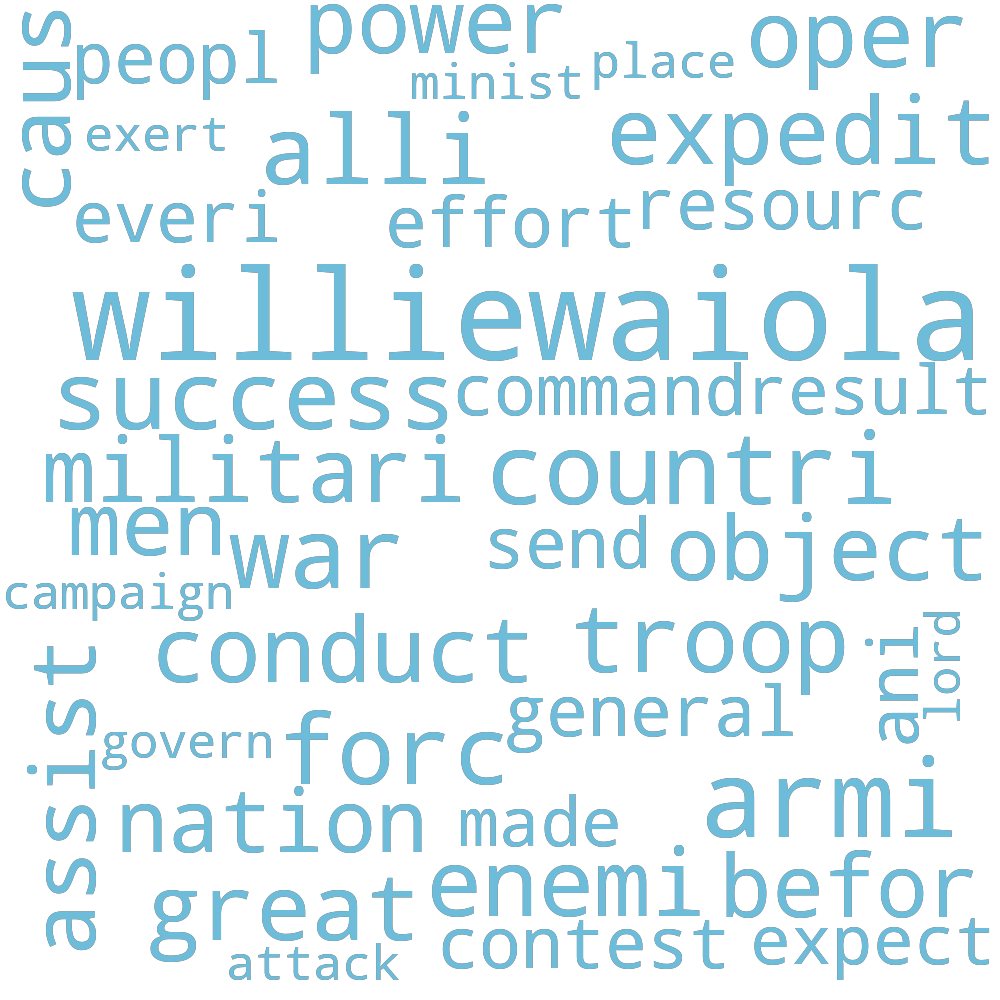 caus
peopl
power
minist
place
oper
exert
alli
expedit
everi
effort
resourc
williewaiola
success
command
result
militari
countri
men
war
send
object
campaign
conduct
troop
ani
lord
assist
govern
forc
general
nation
made
armi
great
enemi
befor
attack
contest
expect